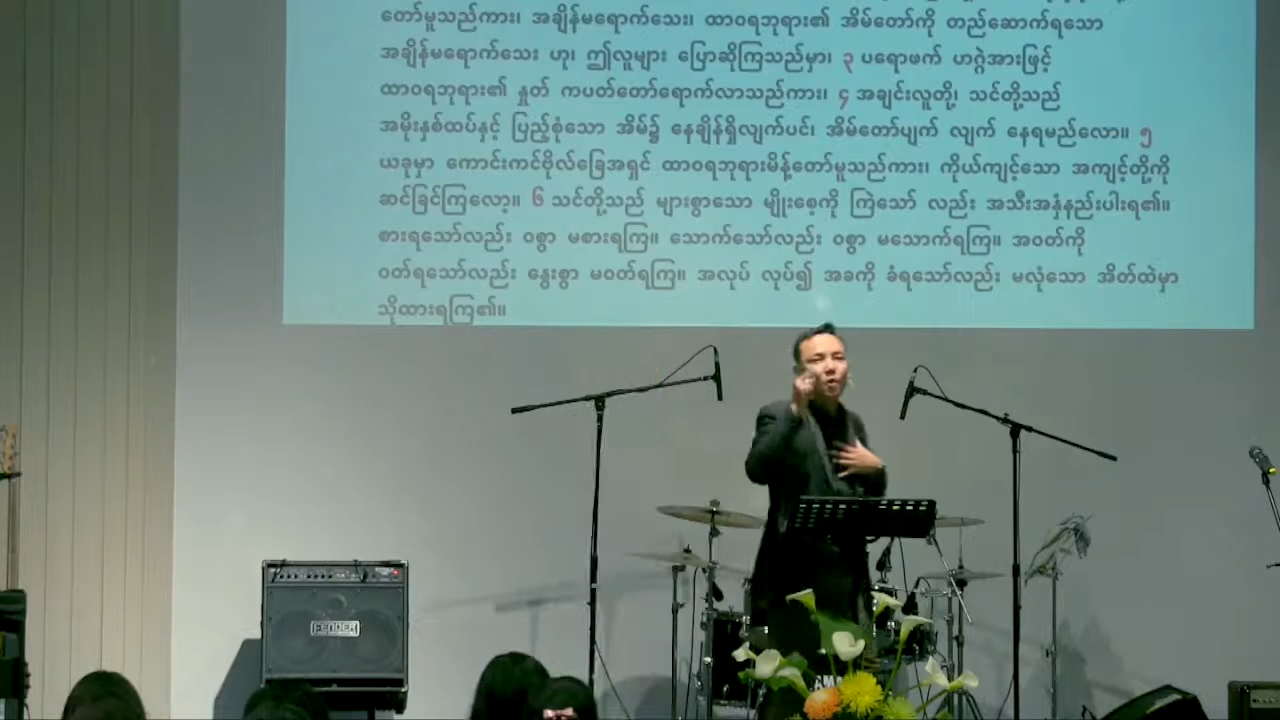 တော်မူသည်ကား၊ အချိန်မရောက်သေး၊ ထာဝရဘုရား၏ အိမ်တော်ကို တည်ဆောက်ရသော
အချိန်မရောက်သေး ဟု၊ ဤလူများ ပြောဆိုကြသည်မှာ၊ ၃ ပရောဖက် ဟဂ္ဂဲအားဖြင့်
ထာဝရဘုရား၏ နှုတ် ကပတ်တော်ရောက်လာသည်ကား၊ ၄ အချင်းလူတို့၊ သင်တို့သည်
အမိုးနှစ်ထပ်နှင့် ပြည့်စုံသော အိမ်၌ နေချိန်ရှိလျက်ပင်၊ အိမ်တော်ပျက် လျက် နေရမည်လော။ ၅
ယခုမှာ ကောင်းကင်ဗိုလ်ခြေအရှင် ထာဝရဘုရားမိန့်တော်မူသည်ကား၊ ကိုယ်ကျင့်သော အကျင့်တို့ကို
ဆင်ခြင်ကြလော့။ ၆ သင်တို့သည် များစွာသော မျိုးစေ့ကို ကြဲသော် လည်း အသီးအနှံနည်းပါးရ၏။
စားရသော်လည်း ဝစွာ မစားရကြ။ သောက်သော်လည်း ဝစွာ မသောက်ရကြ။ အဝတ်ကို
ဝတ်ရသော်လည်း နွေးစွာ မဝတ်ရကြ။ အလုပ် လုပ်၍ အခကို ခံရသော်လည်း မလုံသော အိတ်ထဲမှာ
သိုထားရကြ၏။
FENDER